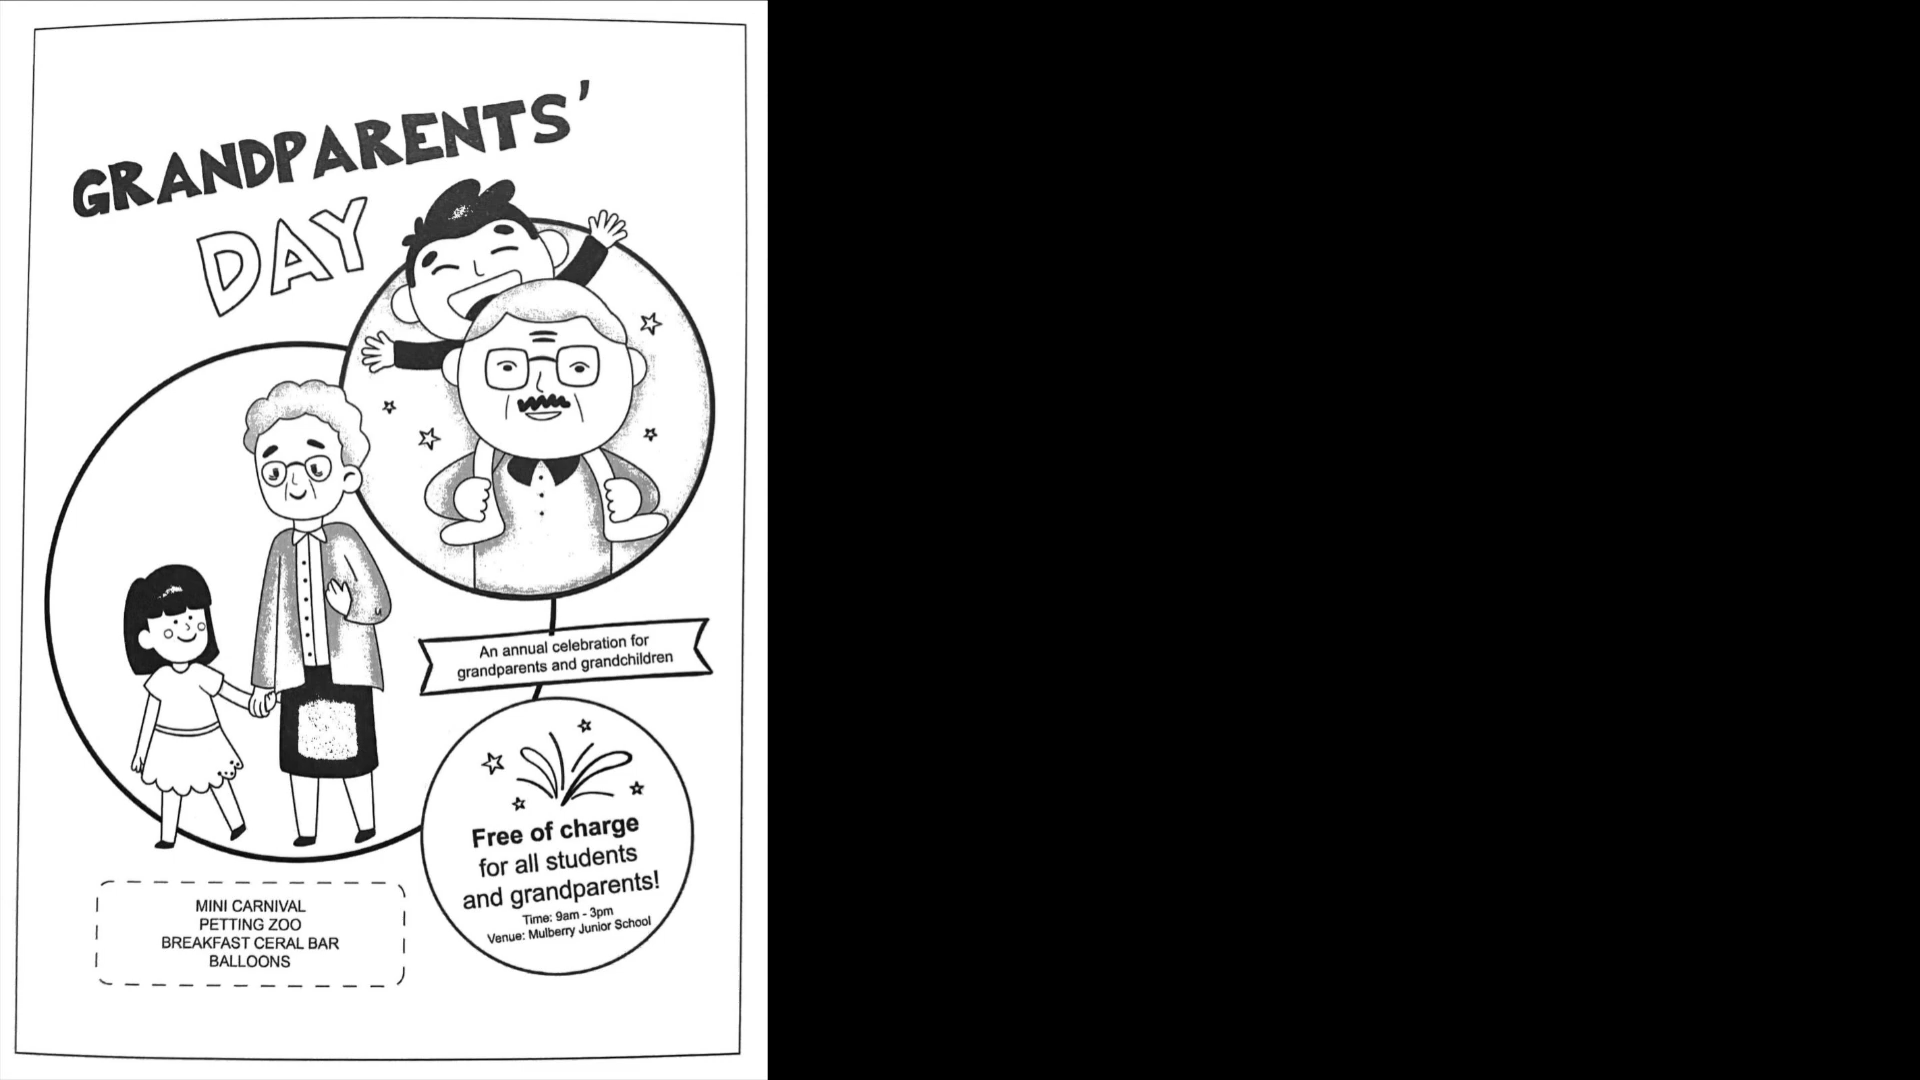 GRANDPARENTS'
DAY
An annual celebration for
grandparents and grandchildren
Free of charge
for all students
and grandparents!
Time: 9am - 3pm
Venue: Mulberry Junior School
MINI CARNIVAL
PETTING ZOO
BREAKFAST CERAL BAR
BALLOONS